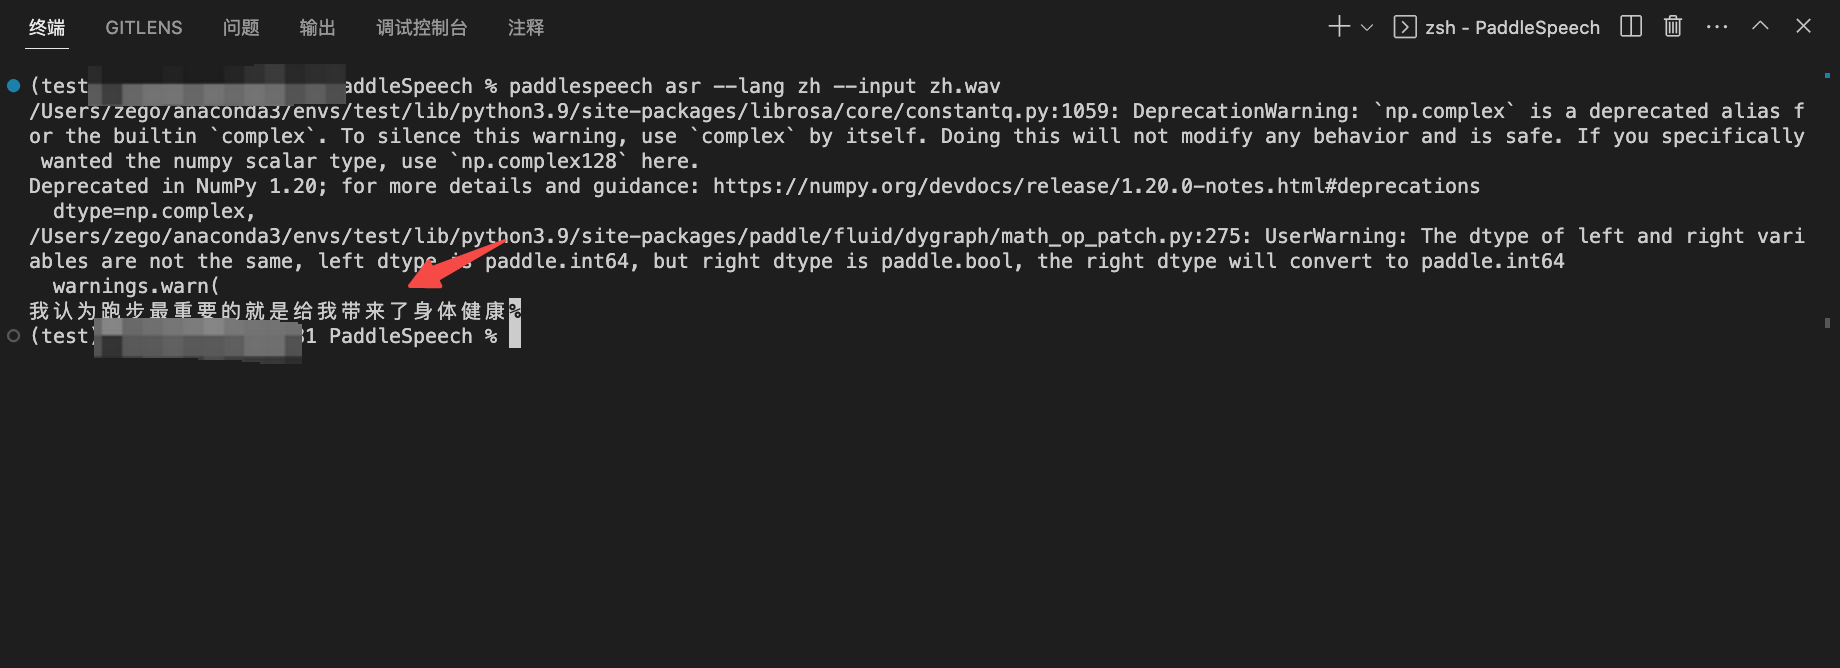 终端 GITLENS 问题 输出 调试控制台 注释 zsh - PaddleSpeech
(test addleSpeech % paddlespeech asr --lang zh --input zh.wav
/Users/zego/anaconda3/envs/test/lib/python3.9/site-packages/librosa/core/constantq.py:1059: DeprecationWarning: `np.complex` is a deprecated alias f
or the builtin `complex`. To silence this warning, use `complex` by itself. Doing this will not modify any behavior and is safe. If you specifically
 wanted the numpy scalar type, use `np.complex128` here.
Deprecated in NumPy 1.20; for more details and guidance: https://numpy.org/devdocs/release/1.20.0-notes.html#deprecations
  dtype=np.complex,
/Users/zego/anaconda3/envs/test/lib/python3.9/site-packages/paddle/fluid/dygraph/math_op_patch.py:275: UserWarning: The dtype of left and right vari
ables are not the same, left dtype is paddle.int64, but right dtype is paddle.bool, the right dtype will convert to paddle.int64
  warnings.warn(
我认为跑步最重要的就是给我带来了身体健康%
(test) 31 PaddleSpeech %